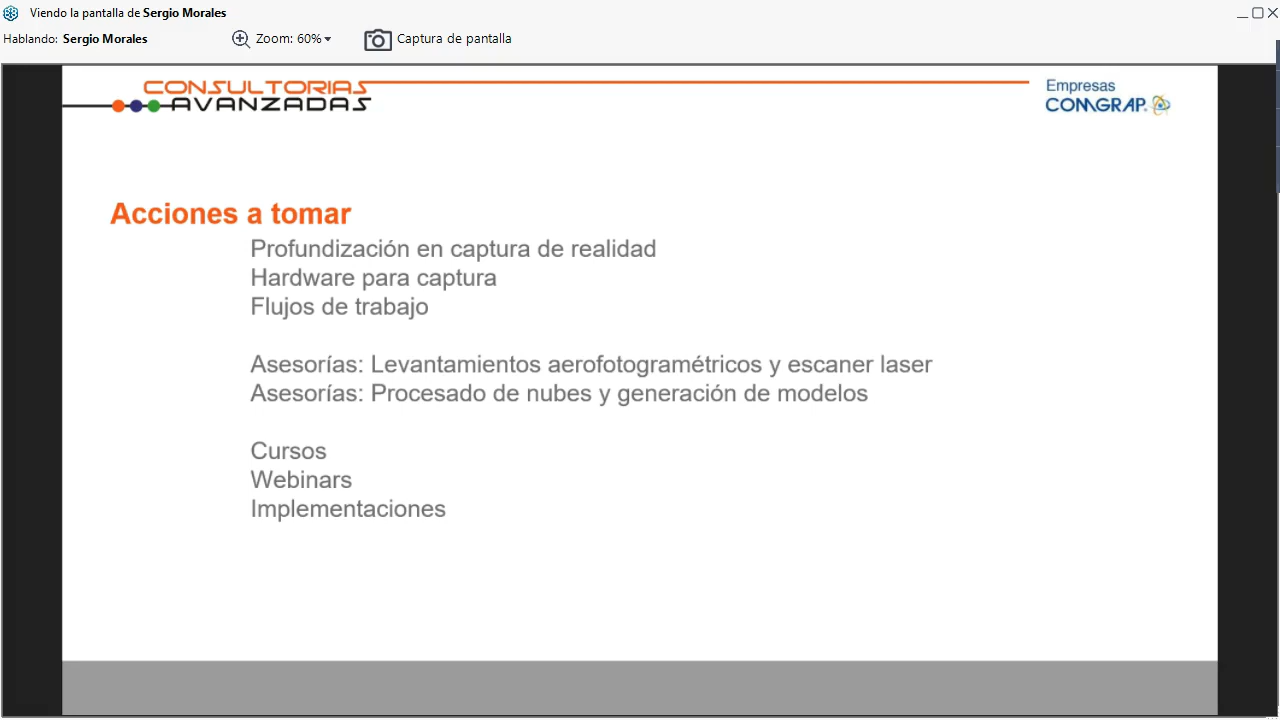 Viendo la pantalla de Sergio Morales
Hablando: Sergio Morales
Zoom: 60%
Captura de pantalla
CONSULTORIAS
AVANZADAS
Empresas
COMGRAP
Acciones a tomar
Profundización en captura de realidad
Hardware para captura
Flujos de trabajo
Asesorías: Levantamientos aerofotogramétricos y escaner laser
Asesorías: Procesado de nubes y generación de modelos
Cursos
Webinars
Implementaciones